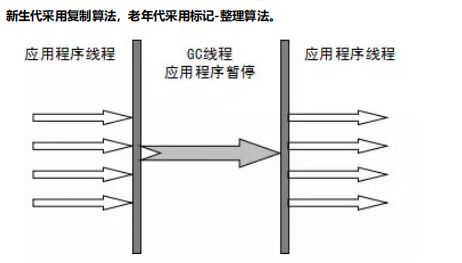 新生代采用复制算法，老年代采用标记-整理算法。
应用程序线程
GC线程
应用程序暂停
应用程序线程